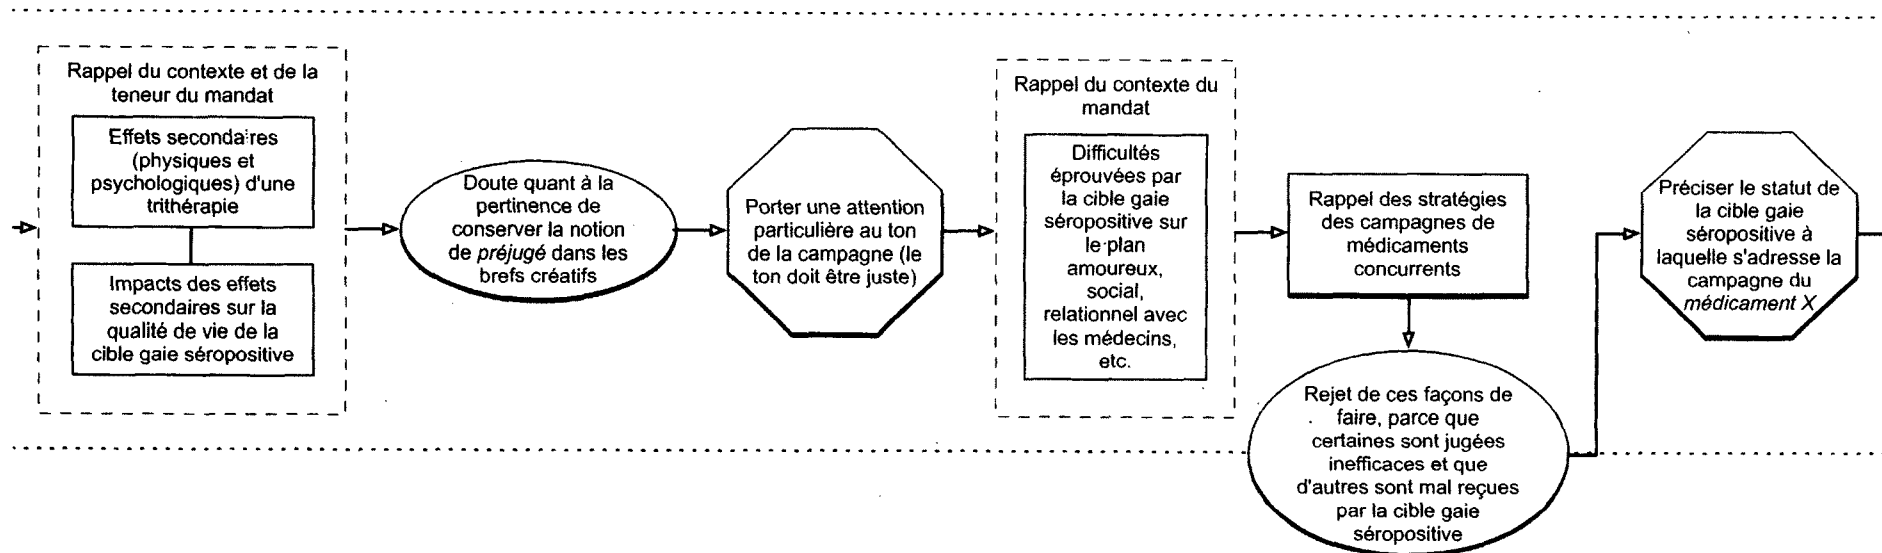 Rappel du contexte et de la
teneur du mandat
Effets secondaires
(physiques et
psychologiques) d'une
trithérapie
Impacts des effets
secondaires sur la
qualité de vie de la
cible gaie séropositive
Doute quant à la
pertinence de
conserver la notion
de préjugé dans les
brefs créatifs
Porter une attention
particulière au ton
de la campagne (le
ton doit être juste)
Rappel du contexte du
mandat
Difficultés
éprouvées par
la cible gaie
séropositive sur
le plan
amoureux,
social,
relationnel avec
les médecins,
etc.
Rappel des stratégies
des campagnes de
médicaments
concurrents
Rejet de ces façons de
faire, parce que
certaines sont jugées
inefficaces et que
d'autres sont mal reçues
par la cible gaie
séropositive
Préciser le statut de
la cible gaie
séropositive à
laquelle s'adresse la
campagne du
médicament X